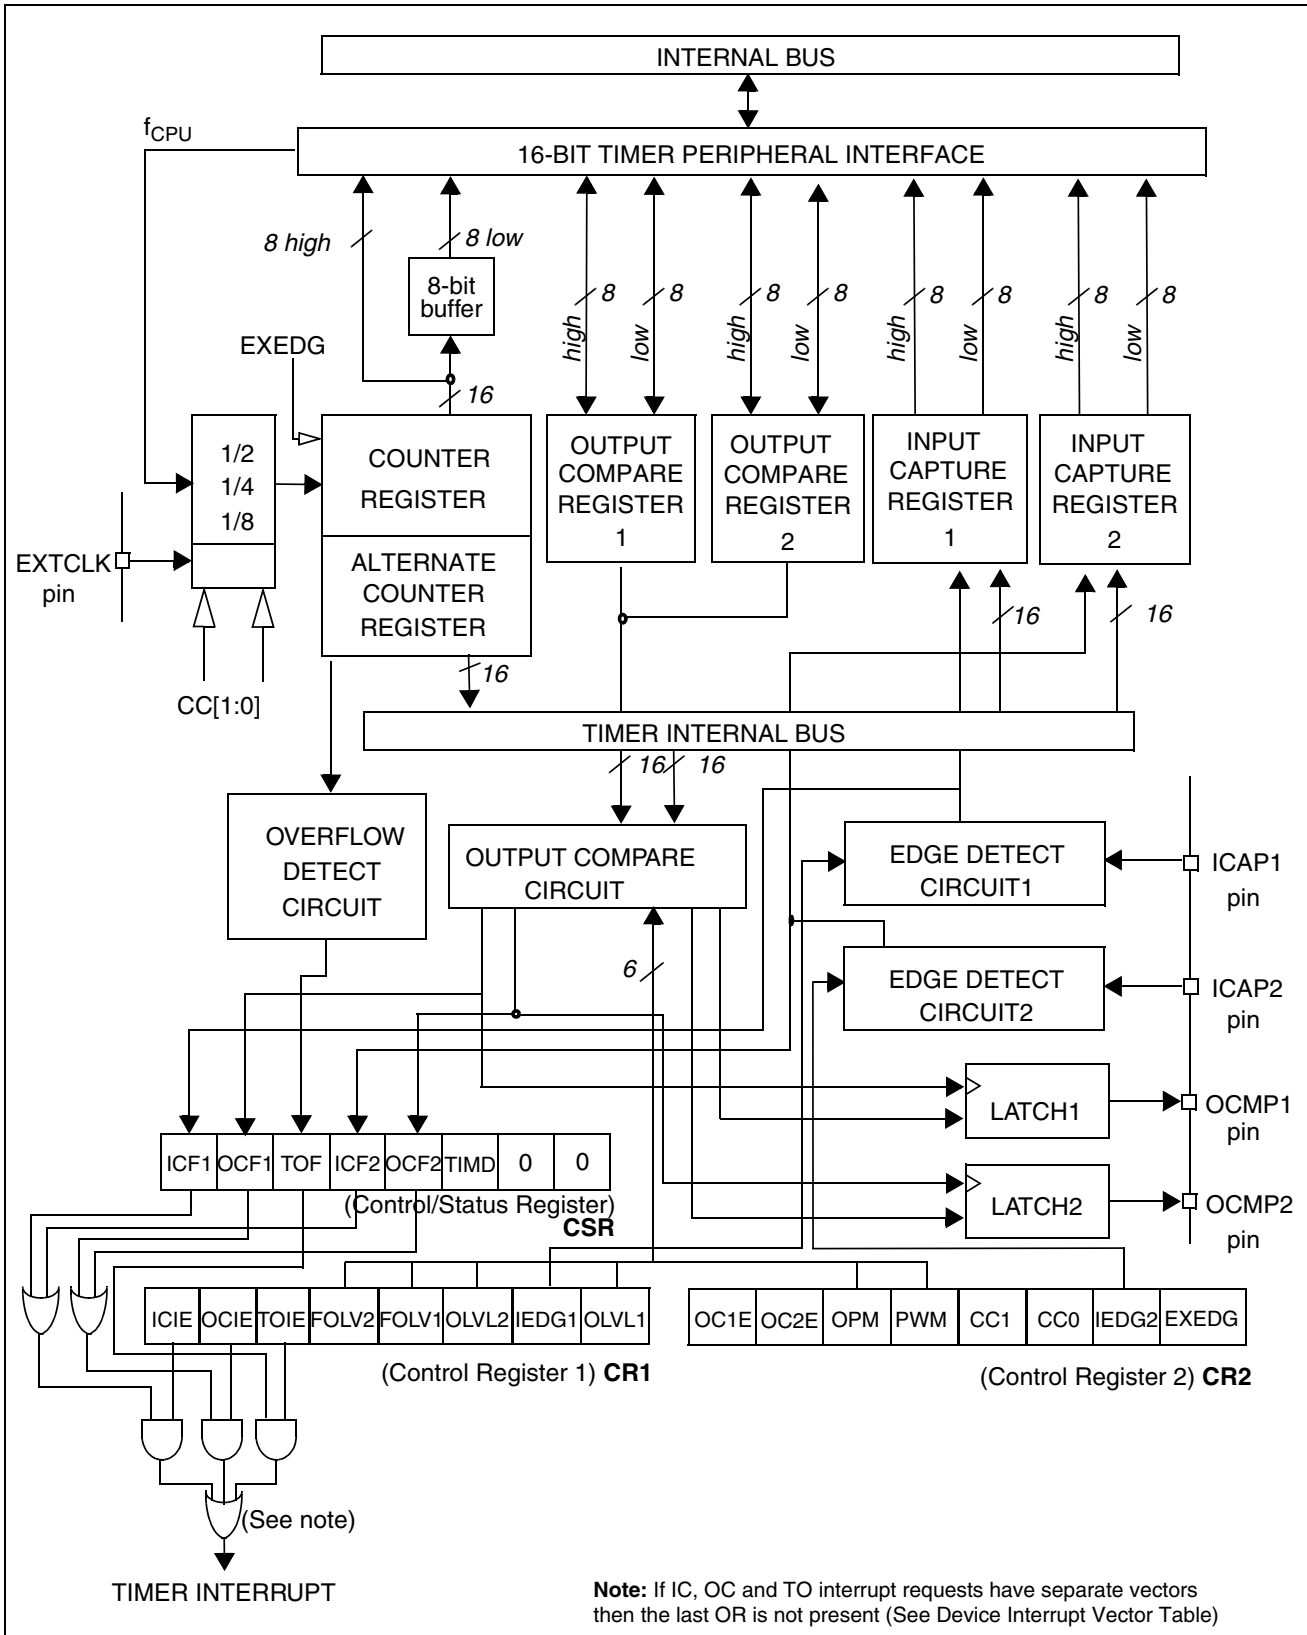 INTERNAL BUS
fCPU
16-BIT TIMER PERIPHERAL INTERFACE
8 high
8 low
8-bit
buffer
8
8
8
8
8
8
8
8
high
low
high
low
high
low
high
low
EXEDG
16
1/2
1/4
1/8
COUNTER
REGISTER
ALTERNATE
COUNTER
REGISTER
OUTPUT
COMPARE
REGISTER
1
OUTPUT
COMPARE
REGISTER
2
INPUT
CAPTURE
REGISTER
1
INPUT
CAPTURE
REGISTER
2
EXTCLK
pin
CC[1:0]
16
16
16
TIMER INTERNAL BUS
16
16
OVERFLOW
DETECT
CIRCUIT
OUTPUT COMPARE
CIRCUIT
EDGE DETECT
CIRCUIT1
ICAP1
pin
6
EDGE DETECT
CIRCUIT2
ICAP2
pin
LATCH1
OCMP1
pin
LATCH2
OCMP2
pin
ICF1 OCF1 TOF ICF2 OCF2 TIMD 0 0
(Control/Status Register)
CSR
ICIE OCIE TOIE FOLV2 FOLV1 OLVL2 IEDG1 OLVL1
(Control Register 1) CR1
OC1E OC2E OPM PWM CC1 CC0 IEDG2 EXEDG
(Control Register 2) CR2
(See note)
TIMER INTERRUPT
Note: If IC, OC and TO interrupt requests have separate vectors
then the last OR is not present (See Device Interrupt Vector Table)